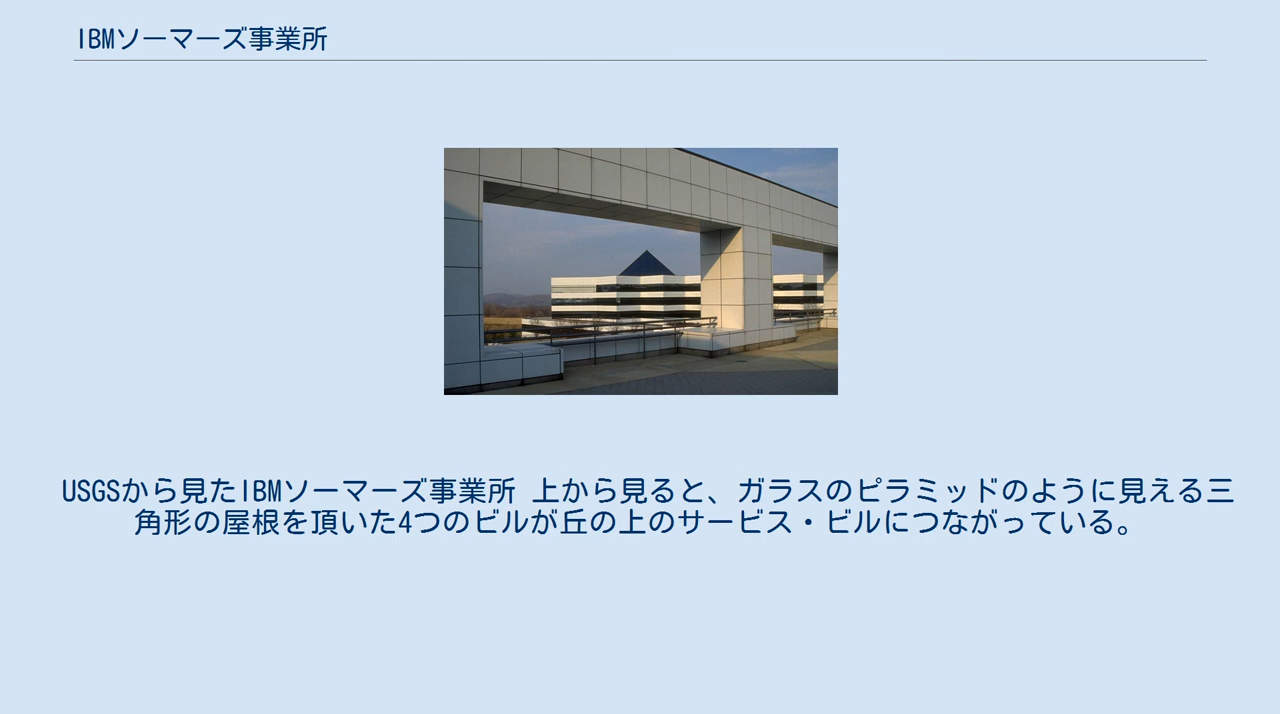 IBMソーマーズ事業所
USGSから見たIBMソーマーズ事業所 上から見ると、ガラスのピラミッドのように見える三
角形の屋根を頂いた4つのビルが丘の上のサービス・ビルにつながっている。